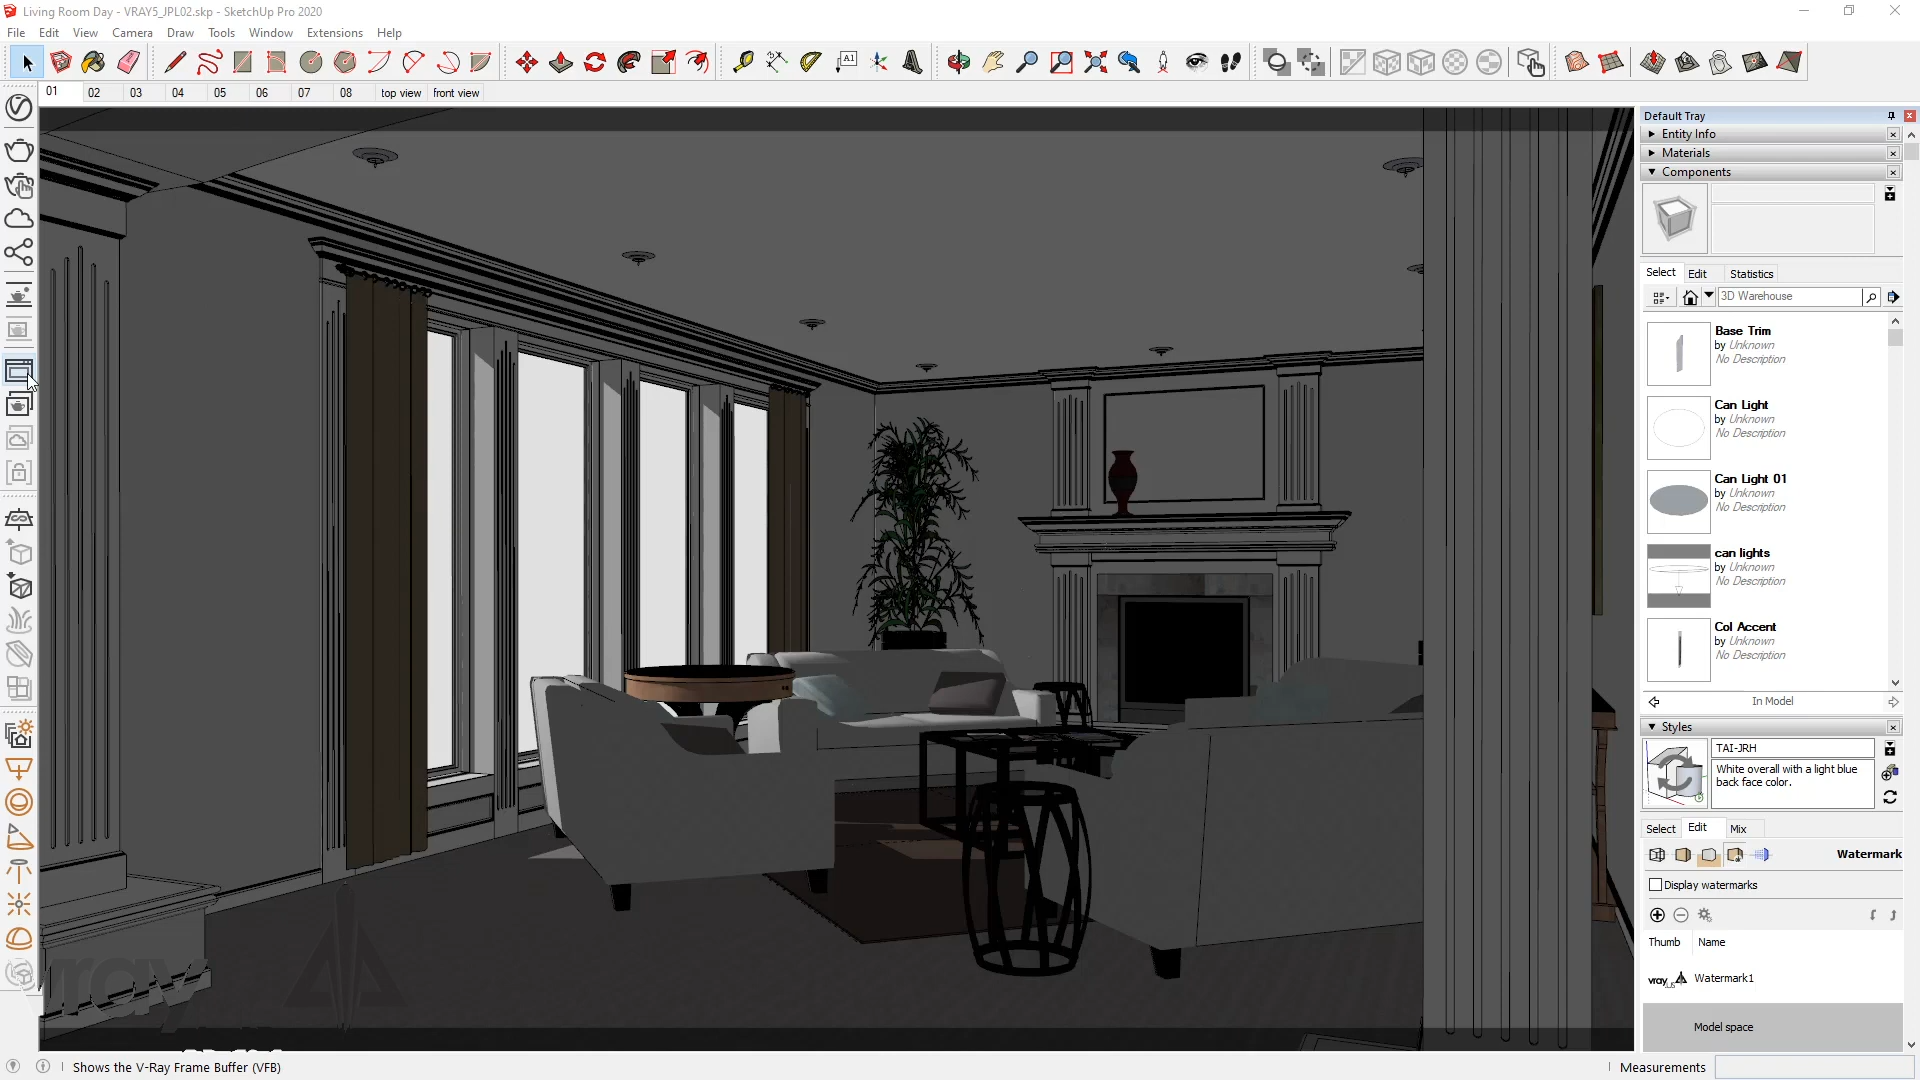 Living Room Day - VRAY5_JPL02.skp - SketchUp Pro 2020
File Edit View Camera Draw Tools Window Extensions Help
A1
01 02 03 04 05 06 07 08 top view front view
Default Tray
Entity Info
Materials
Components
Select Edit Statistics
3D Warehouse
Base Trim
by Unknown
No Description
Can Light
by Unknown
No Description
Can Light 01
by Unknown
No Description
can lights
by Unknown
No Description
Col Accent
by Unknown
No Description
In Model
Styles
TAI-JRH
White overall with a light blue
back face color.
Select Edit Mix
Watermark
Display watermarks
Thumb Name
vray Watermark1
Model space
vray
Shows the V-Ray Frame Buffer (VFB)
Measurements